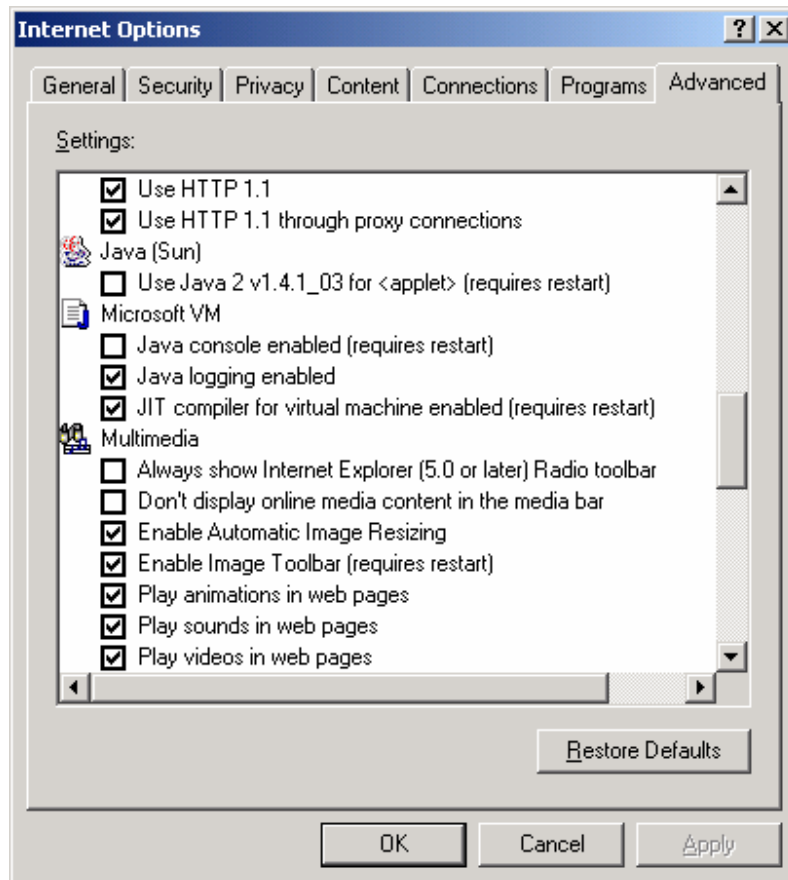 Internet Options
General Security Privacy Content Connections Programs Advanced
Settings:
Use HTTP 1.1
Use HTTP 1.1 through proxy connections
Java (Sun)
Use Java 2 v1.4.1_03 for <applet> (requires restart)
Microsoft VM
Java console enabled (requires restart)
Java logging enabled
JIT compiler for virtual machine enabled (requires restart)
Multimedia
Always show Internet Explorer (5.0 or later) Radio toolbar
Don't display online media content in the media bar
Enable Automatic Image Resizing
Enable Image Toolbar (requires restart)
Play animations in web pages
Play sounds in web pages
Play videos in web pages
Restore Defaults
OK Cancel Apply